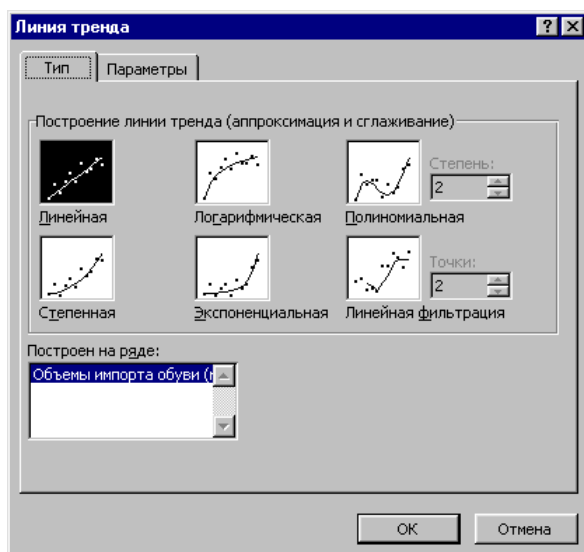 Линия тренда
Тип Параметры
Построение линии тренда (аппроксимация и сглаживание)
Степень:
2
Линейная Логарифмическая Полиномиальная
Точки:
2
Степенная Экспоненциальная Линейная фильтрация
Построен на ряде:
Объемы импорта обуви (
ОК Отмена